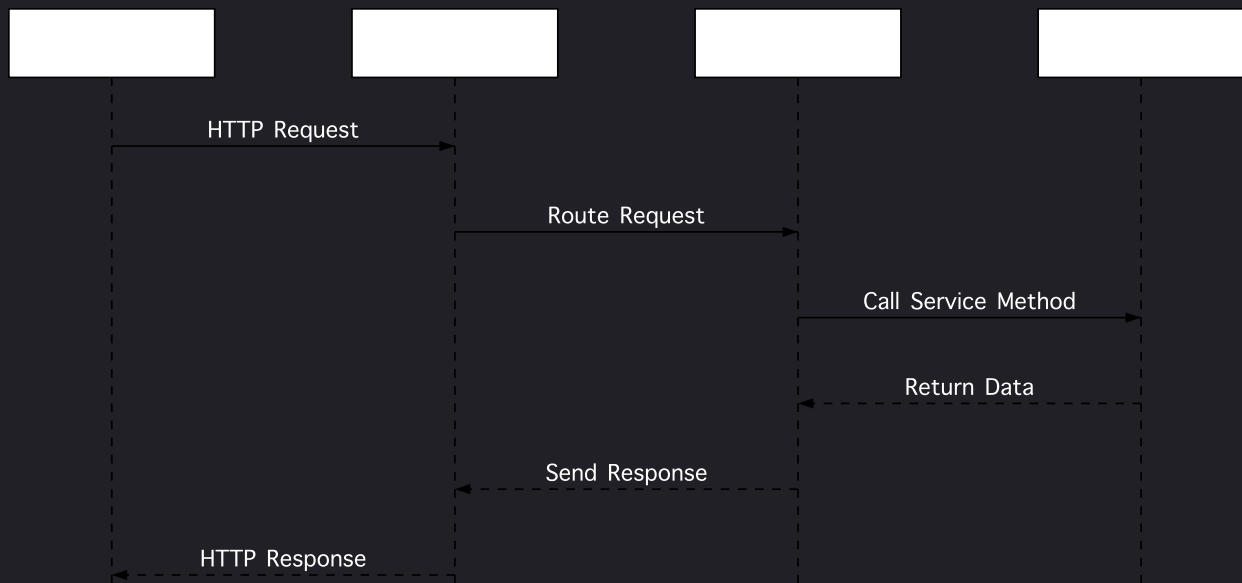 HTTP Request
Route Request
Call Service Method
Return Data
Send Response
HTTP Response